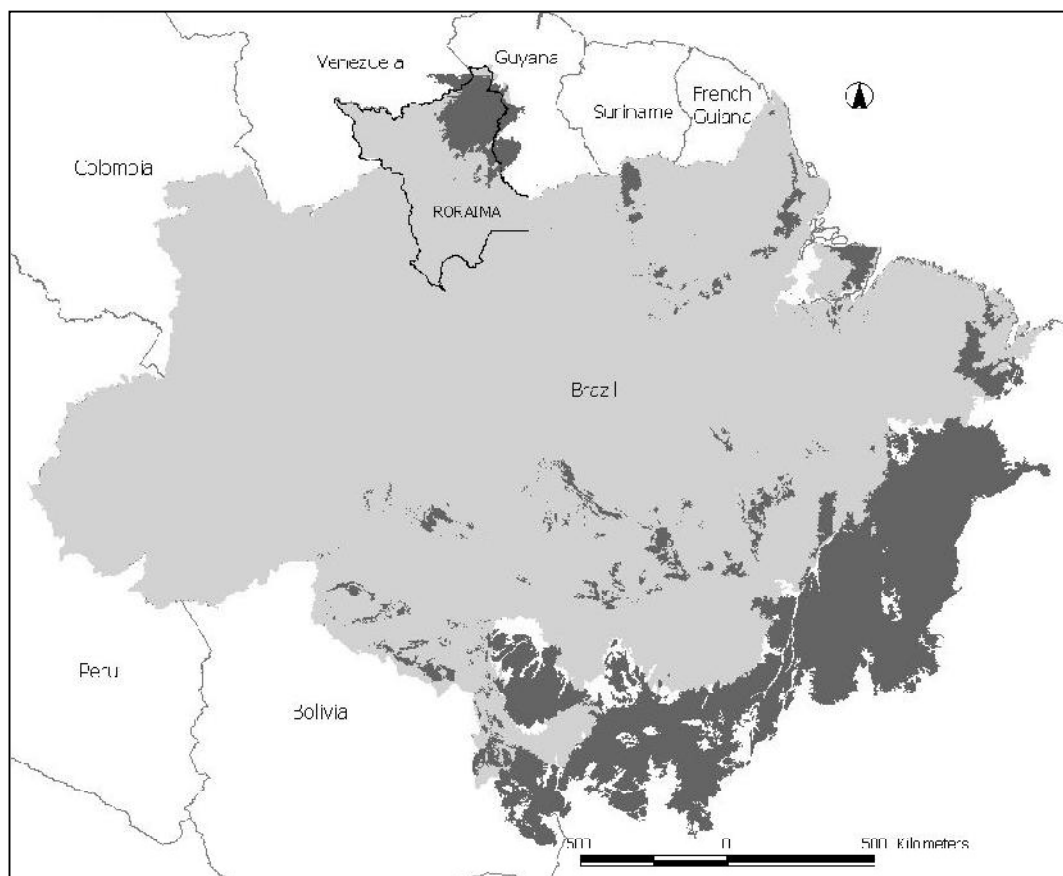 Venezuela
Guyana
Suriname
French
Guiana
Colombia
RORAIMA
Brazil
Peru
Bolivia
500 0 500 Kilometers